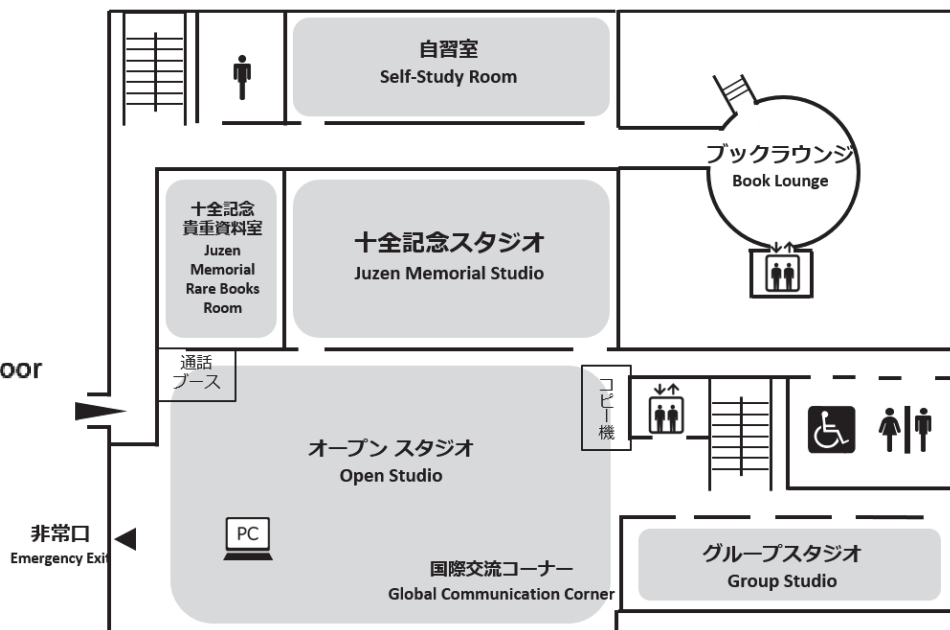 自習室
Self-Study Room
ブックラウンジ
Book Lounge
十全記念
貴重資料室
Juzen
Memorial
Rare Books
Room
十全記念スタジオ
Juzen Memorial Studio
通話
ブース
oor
コピー機
オープン スタジオ
Open Studio
PC
非常口
Emergency Exit
国際交流コーナー
Global Communication Corner
グループスタジオ
Group Studio